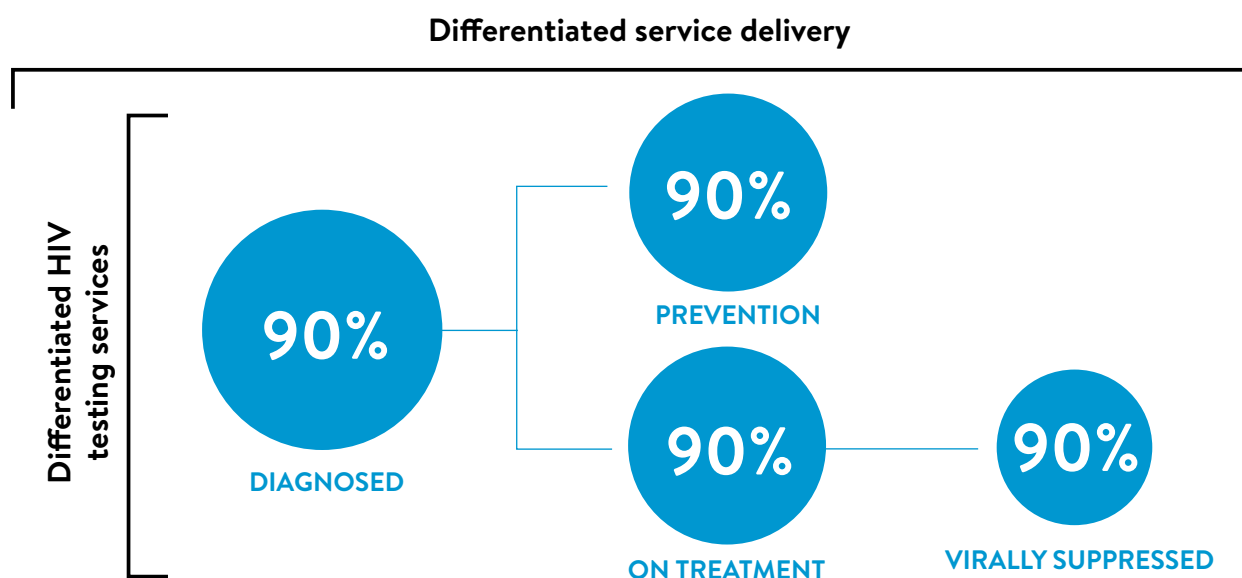 Differentiated service delivery
Differentiated HIV
testing services
90%
DIAGNOSED
90%
PREVENTION
90%
ON TREATMENT
90%
VIRALLY SUPPRESSED